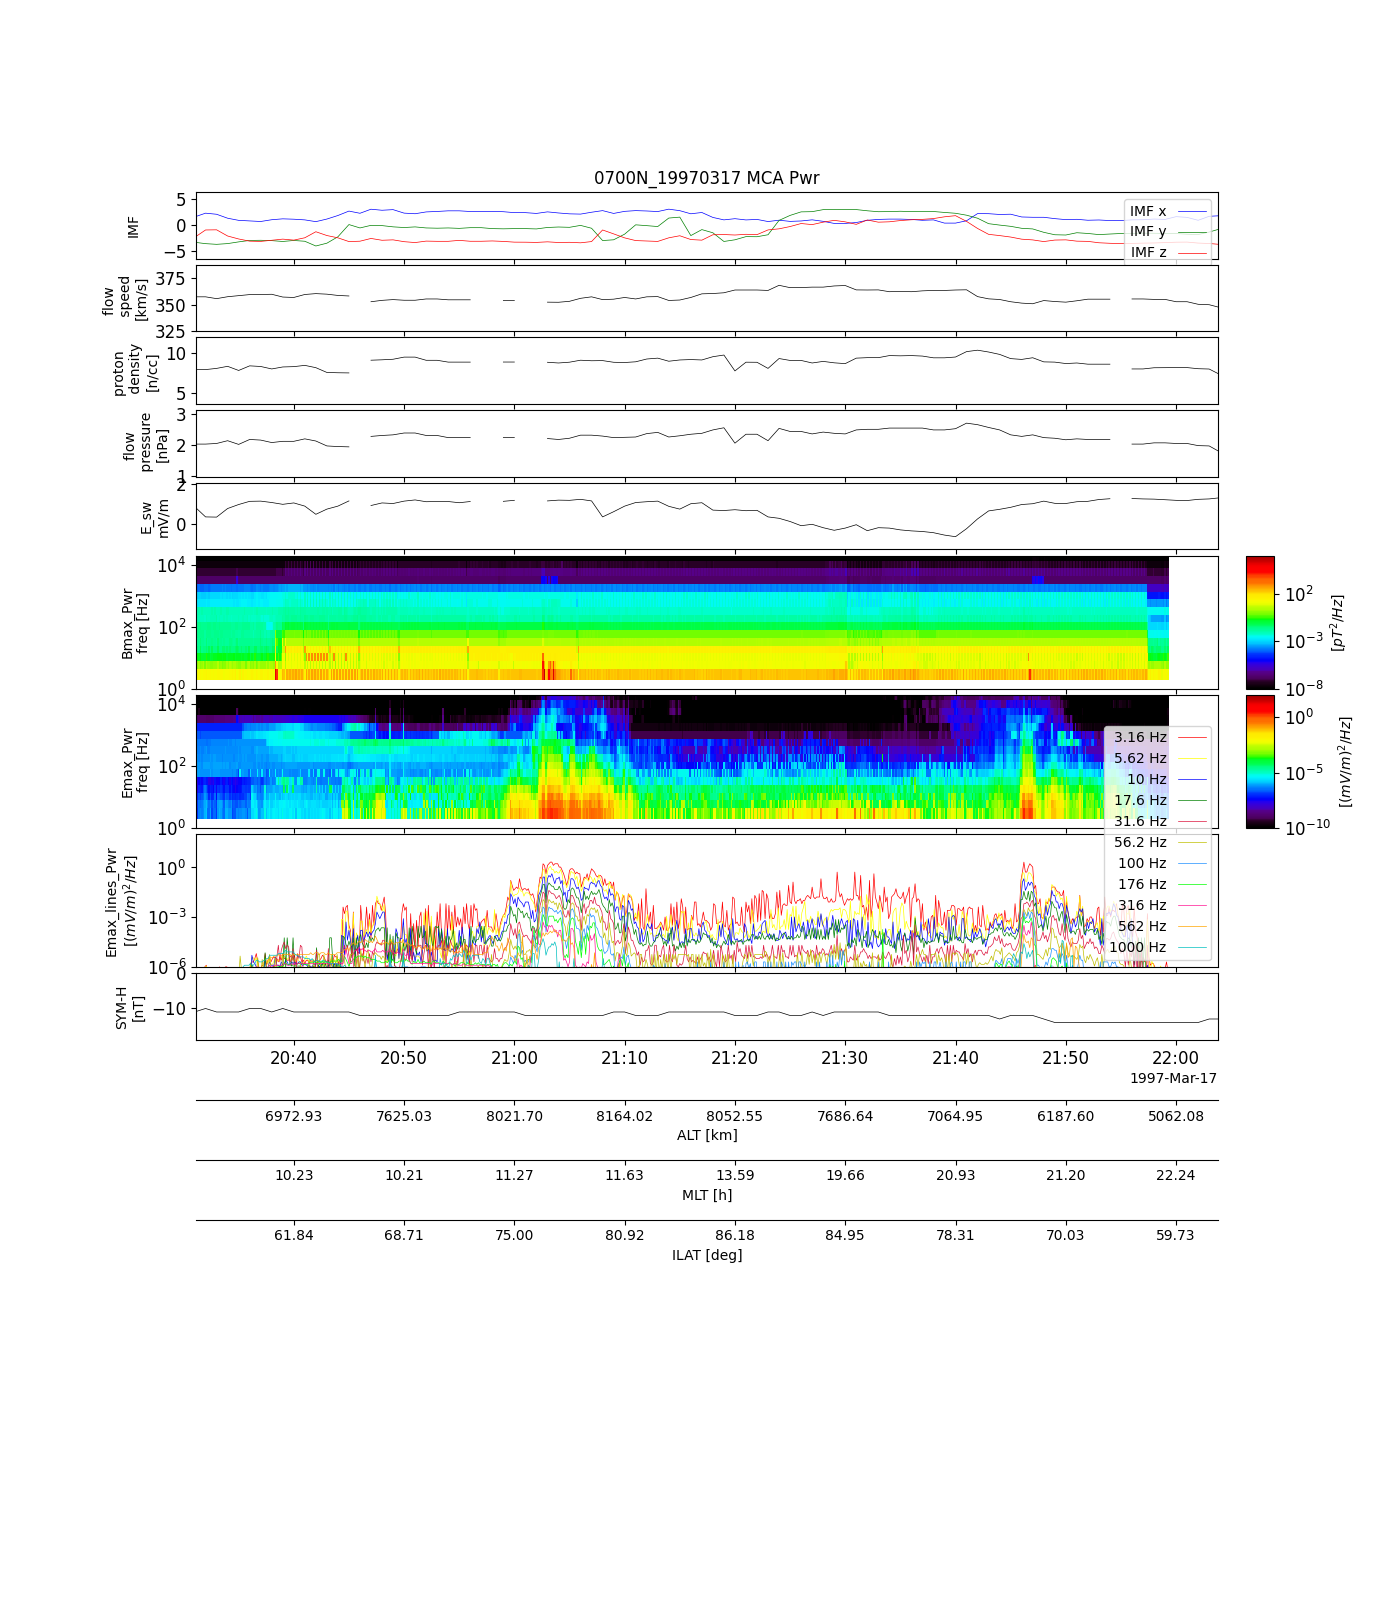 0700N_19970317 MCA Pwr
5
0
−5
IMF
IMF x
IMF y
IMF z
375
350
325
flow
speed
[km/s]
10
5
proton
density
[n/cc]
3
2
1
flow
pressure
[nPa]
2
0
E_sw
mV/m
10^4
10^2
10^0
Bmax_Pwr
freq [Hz]
10^2
10^−3
10^−8
[pT^2/Hz]
10^4
10^2
10^0
Emax_Pwr
freq [Hz]
10^0
10^−5
10^−10
[(mV/m)^2/Hz]
3.16 Hz
5.62 Hz
10 Hz
17.6 Hz
31.6 Hz
56.2 Hz
100 Hz
176 Hz
316 Hz
562 Hz
1000 Hz
10^0
10^−3
10^−6
Emax_lines_Pwr
[(mV/m)^2/Hz]
0
−10
SYM-H
[nT]
20:40 20:50 21:00 21:10 21:20 21:30 21:40 21:50 22:00
1997-Mar-17
6972.93 7625.03 8021.70 8164.02 8052.55 7686.64 7064.95 6187.60 5062.08
ALT [km]
10.23 10.21 11.27 11.63 13.59 19.66 20.93 21.20 22.24
MLT [h]
61.84 68.71 75.00 80.92 86.18 84.95 78.31 70.03 59.73
ILAT [deg]